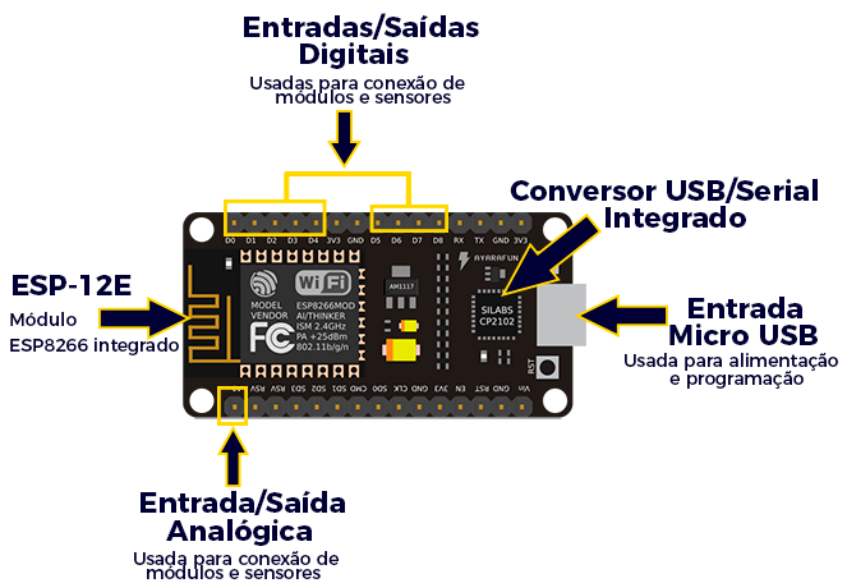 Entradas/Saídas
Digitais
Usadas para conexão de
módulos e sensores
Conversor USB/Serial
Integrado
D0 D1 D2 D3 D4 3V3 GND D5 D6 D7 D8 RX TX GND 3V3
AYARAFUN
WiFi
MODEL
VENDOR
ESP8266MOD
AI/THINKER
ISM 2.4GHz
PA +25dBm
802.11b/g/n
FC
AM1117
SILABS
CP2102
ESP-12E
Módulo
ESP8266 integrado
Entrada
Micro USB
Usada para alimentação
e programação
RST
A0 RSV RSV SD3 SD2 SD1 CMD SD0 CLK GND 3V3 EN RST GND Vin
Entrada/Saída
Analógica
Usada para conexão de
módulos e sensores